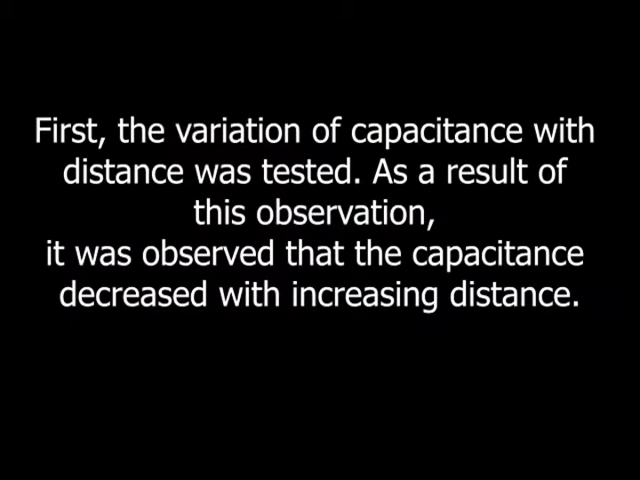 First, the variation of capacitance with
distance was tested. As a result of
this observation,
it was observed that the capacitance
decreased with increasing distance.